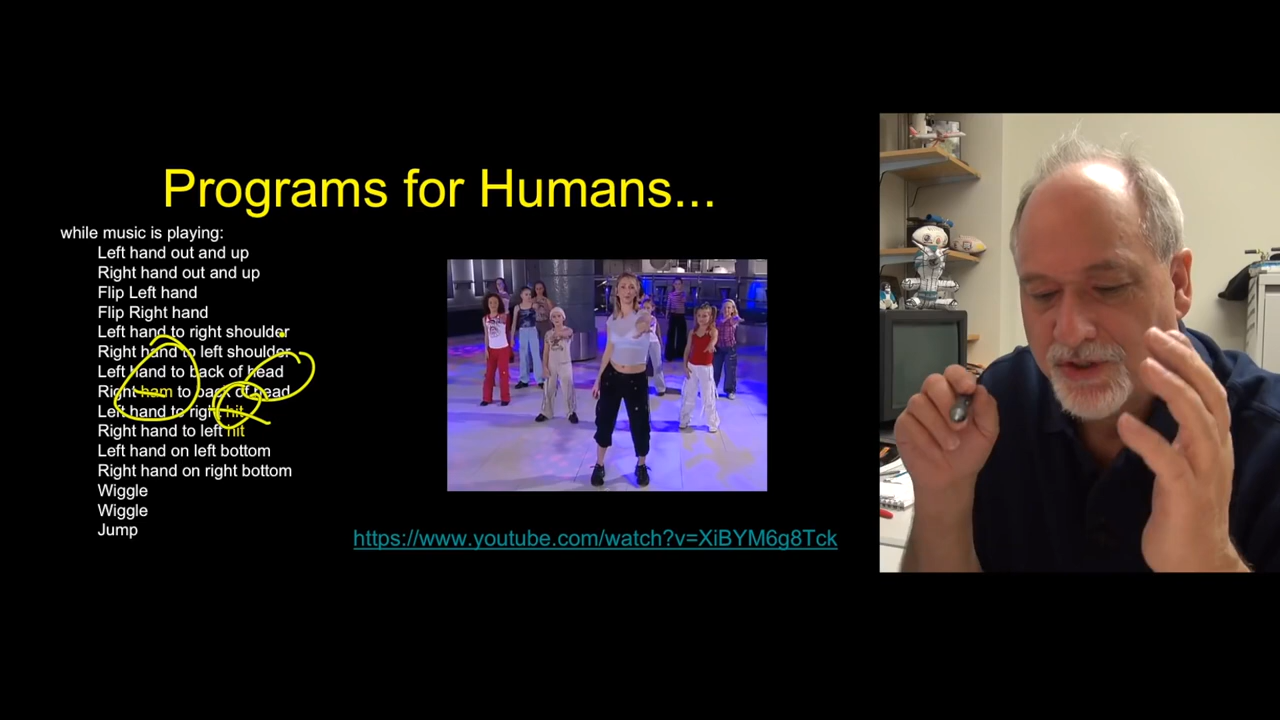 Programs for Humans...
while music is playing:
Left hand out and up
Right hand out and up
Flip Left hand
Flip Right hand
Left hand to right shoulder
Right hand to left shoulder
Left hand to back of head
Right ham to back of head
Left hand to right hit
Right hand to left hit
Left hand on left bottom
Right hand on right bottom
Wiggle
Wiggle
Jump
https://www.youtube.com/watch?v=XiBYM6g8Tck